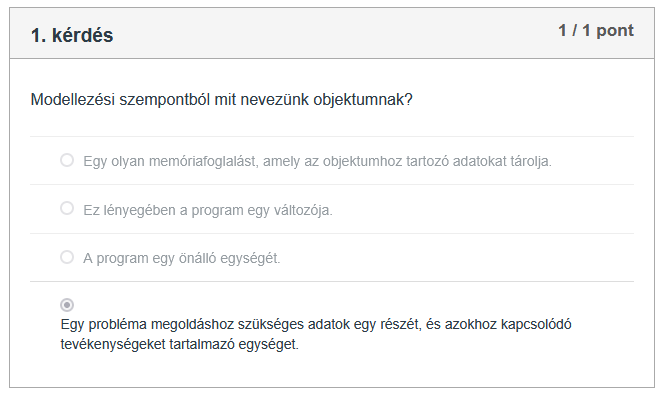 1. kérdés
1 / 1 pont
Modellezési szempontból mit nevezünk objektumnak?
Egy olyan memóriafoglalást, amely az objektumhoz tartozó adatokat tárolja.
Ez lényegében a program egy változója.
A program egy önálló egységét.
Egy probléma megoldáshoz szükséges adatok egy részét, és azokhoz kapcsolódó
tevékenységeket tartalmazó egységet.